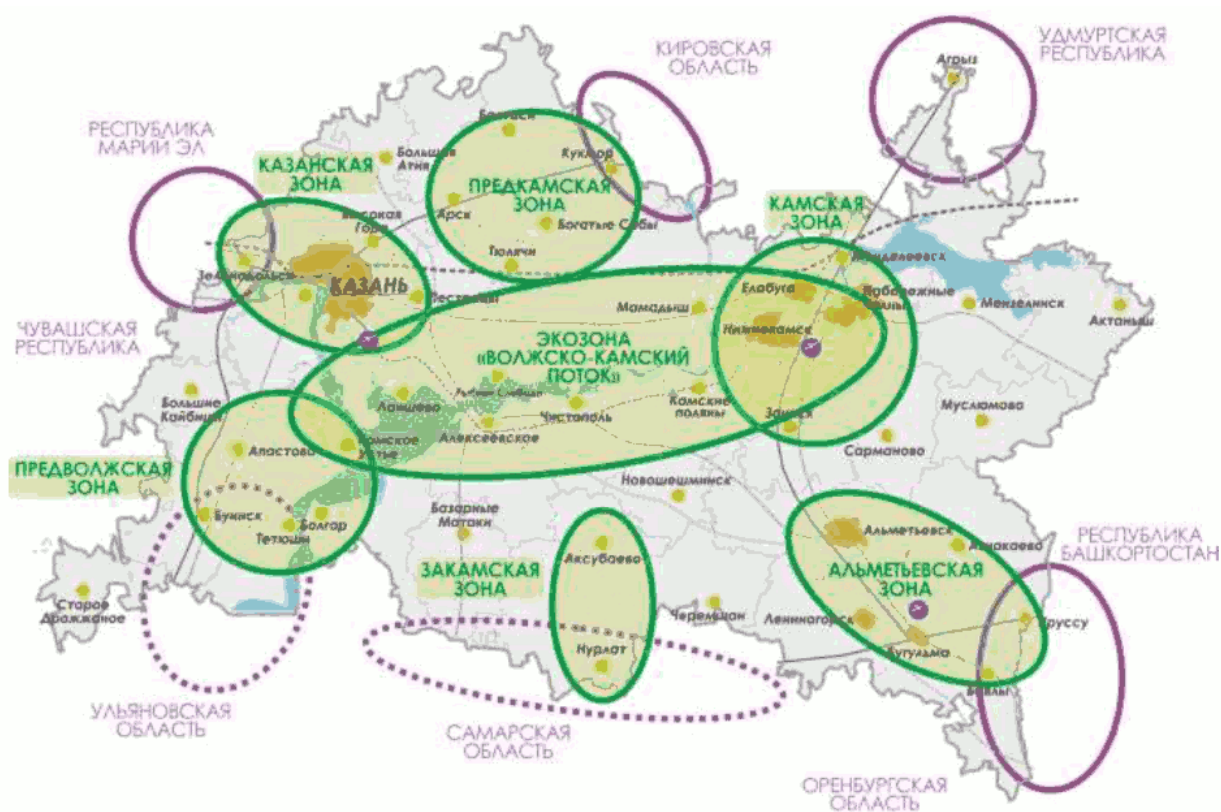 КИРОВСКАЯ
ОБЛАСТЬ
УДМУРТСКАЯ
РЕСПУБЛИКА
Агрыз
РЕСПУБЛИКА
МАРИЙ ЭЛ
КАЗАНСКАЯ
ЗОНА
Большая
Атня
Балтаси
Кукмор
ПРЕДКАМСКАЯ
ЗОНА
Арск
Богатые Сабы
Тюлячи
Высокая
Гора
КАМСКАЯ
ЗОНА
Зеленодольск
КАЗАНЬ
Пестрецы
Менделеевск
Елабуга
Набережные
Челны
Мензелинск
Актаныш
Мамадыш
Нижнекамск
ЧУВАШСКАЯ
РЕСПУБЛИКА
ЭКОЗОНА
«ВОЛЖСКО-КАМСКИЙ
ПОТОК»
Рыбная Слобода
Большие
Кайбицы
Лаишево
Чистополь
Камские
поляны
Заинск
Муслюмово
Алексеевское
Апастово
Камское
Устье
Сарманово
ПРЕДВОЛЖСКАЯ
ЗОНА
Новошешминск
Буинск
Тетюши
Болгар
Базарные
Матаки
Альметьевск
Азнакаево
РЕСПУБЛИКА
БАШКОРТОСТАН
Аксубаево
ЗАКАМСКАЯ
ЗОНА
АЛЬМЕТЬЕВСКАЯ
ЗОНА
Старое
Дрожжаное
Черемшан
Лениногорск
Уруссу
Бугульма
Нурлат
Бавлы
УЛЬЯНОВСКАЯ
ОБЛАСТЬ
САМАРСКАЯ
ОБЛАСТЬ
ОРЕНБУРГСКАЯ
ОБЛАСТЬ